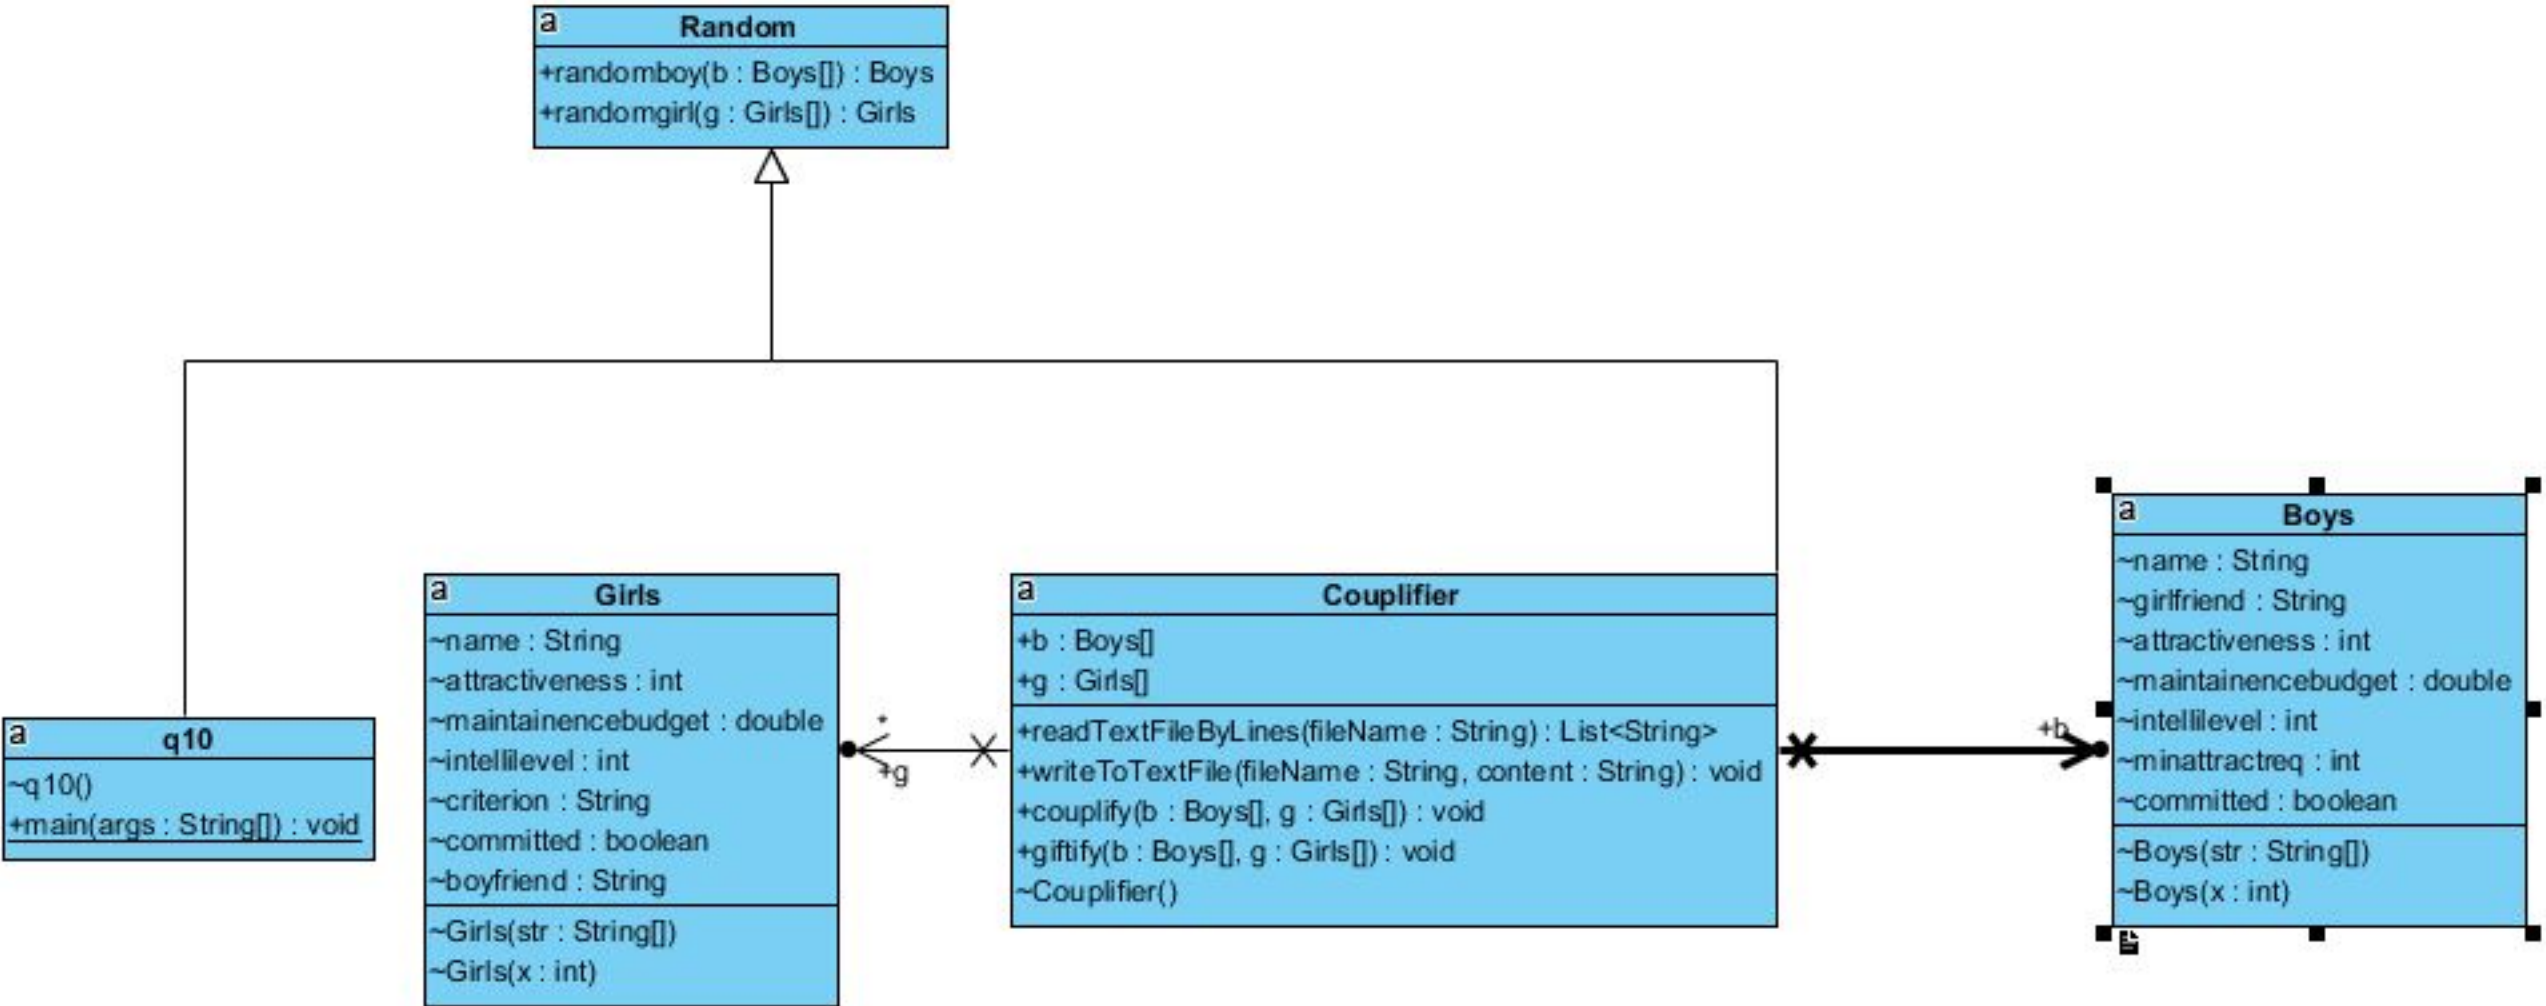 a
Random
+randomboy(b : Boys[]) : Boys
+randomgirl(g : Girls[]) : Girls
a
q10
~q10()
+main(args : String[]) : void
a
Girls
~name : String
~attractiveness : int
~maintainencebudget : double
~intellilevel : int
~criterion : String
~committed : boolean
~boyfriend : String
~Girls(str : String[])
~Girls(x : int)
*
+g
a
Couplifier
+b : Boys[]
+g : Girls[]
+readTextFileByLines(fileName : String) : List<String>
+writeToTextFile(fileName : String, content : String) : void
+couplify(b : Boys[], g : Girls[]) : void
+giftify(b : Boys[], g : Girls[]) : void
~Couplifier()
+b
a
Boys
~name : String
~girlfriend : String
~attractiveness : int
~maintainencebudget : double
~intellilevel : int
~minattractreq : int
~committed : boolean
~Boys(str : String[])
~Boys(x : int)